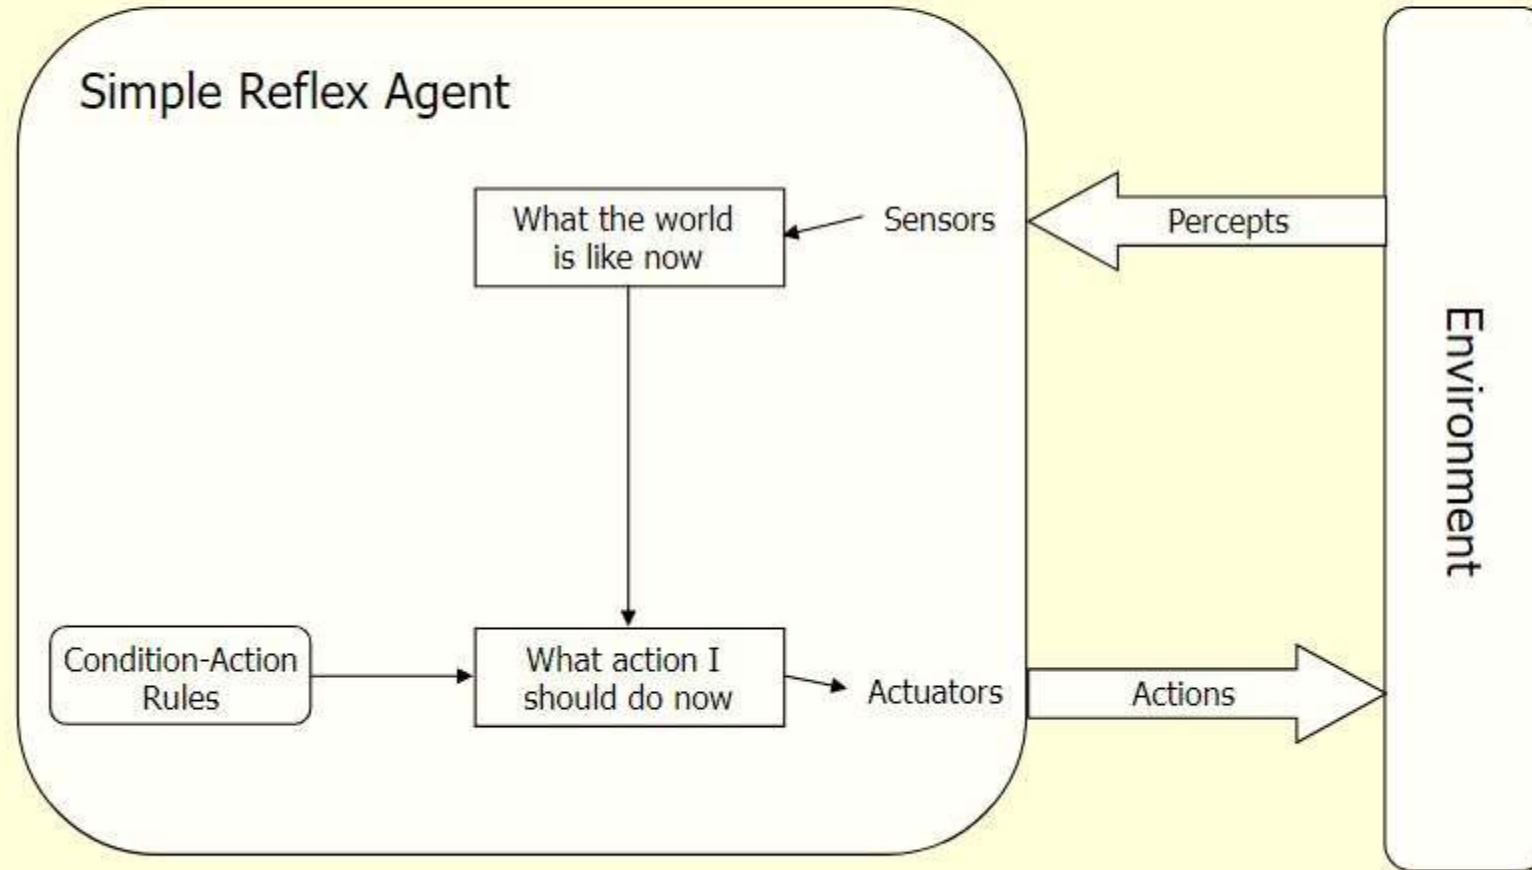 Simple Reflex Agent
What the world
is like now
Sensors
Percepts
Environment
Condition-Action
Rules
What action I
should do now
Actuators
Actions